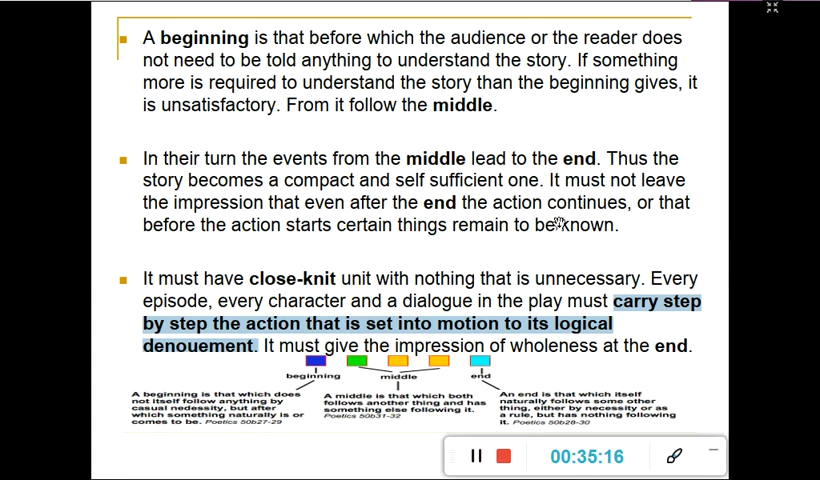 A beginning is that before which the audience or the reader does
not need to be told anything to understand the story. If something
more is required to understand the story than the beginning gives, it
is unsatisfactory. From it follow the middle.
In their turn the events from the middle lead to the end. Thus the
story becomes a compact and self sufficient one. It must not leave
the impression that even after the end the action continues, or that
before the action starts certain things remain to be known.
It must have close-knit unit with nothing that is unnecessary. Every
episode, every character and a dialogue in the play must carry step
by step the action that is set into motion to its logical
denouement. It must give the impression of wholeness at the end.
beginning
middle
end
A beginning is that which does
not itself follow anything by
casual nedessity, but after
which something naturally is or
comes to be. Poetics 50b27-29
A middle is that which both
follows another thing and has
something else following it.
Poetics 50b31-32
An end is that which itself
naturally follows some other
thing, either by necessity or as
a rule, but has nothing following
it. Poetics 50b28-30
00:35:16